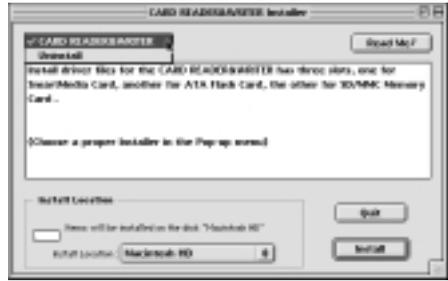 CARD READER&WRITER Installer
✓ CARD READER&WRITER
Uninstall
Read Me?
Install driver files for the CARD READER&WRITER has three slots, one for
SmartMedia Card, another for ATA Flash Card, the other for SD/MMC Memory
Card.
(Choose a proper installer in the Pop-up menu)
Install Location
Items will be installed on the disk "Macintosh HD"
Install Location: Macintosh HD
Quit
Install